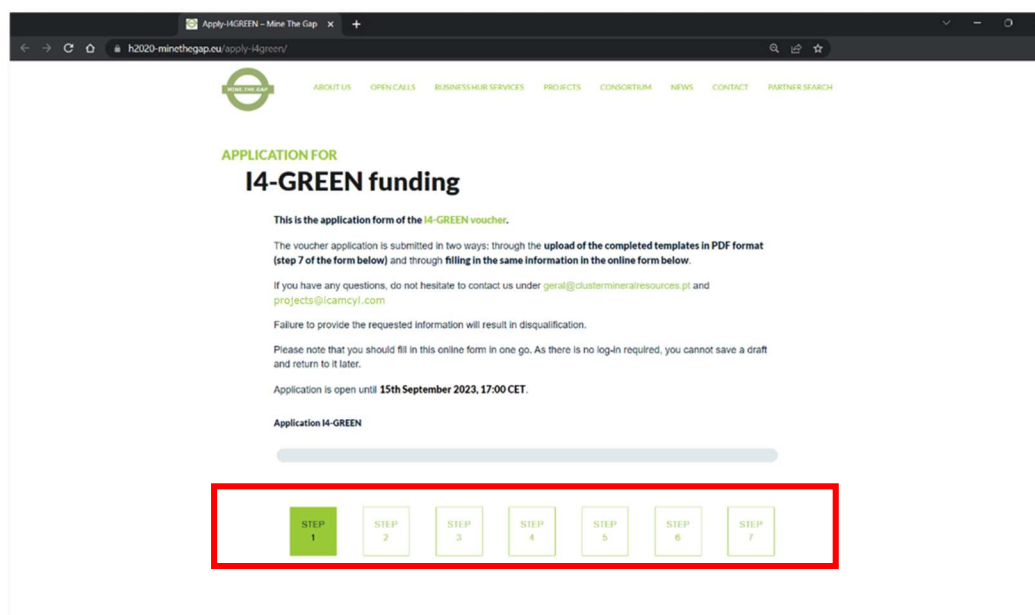 Apply-I4GREEN – Mine The Gap
h2020-minethegap.eu/apply-i4green/
MINE.THE.GAP
ABOUT US OPEN CALLS BUSINESS HUB SERVICES PROJECTS CONSORTIUM NEWS CONTACT PARTNER SEARCH
APPLICATION FOR
I4-GREEN funding
This is the application form of the I4-GREEN voucher.
The voucher application is submitted in two ways: through the upload of the completed templates in PDF format
(step 7 of the form below) and through filling in the same information in the online form below.
If you have any questions, do not hesitate to contact us under geral@clustermineralresources.pt and
projects@icamcyl.com
Failure to provide the requested information will result in disqualification.
Please note that you should fill in this online form in one go. As there is no log-in required, you cannot save a draft
and return to it later.
Application is open until 15th September 2023, 17:00 CET.
Application I4-GREEN
STEP STEP STEP STEP STEP STEP STEP
1 2 3 4 5 6 7